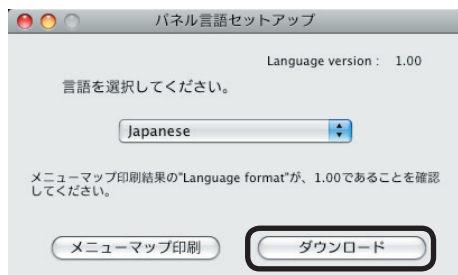 パネル言語セットアップ
Language version : 1.00
言語を選択してください。
Japanese
メニューマップ印刷結果の"Language format"が、1.00であることを確認
してください。
メニューマップ印刷 ダウンロード